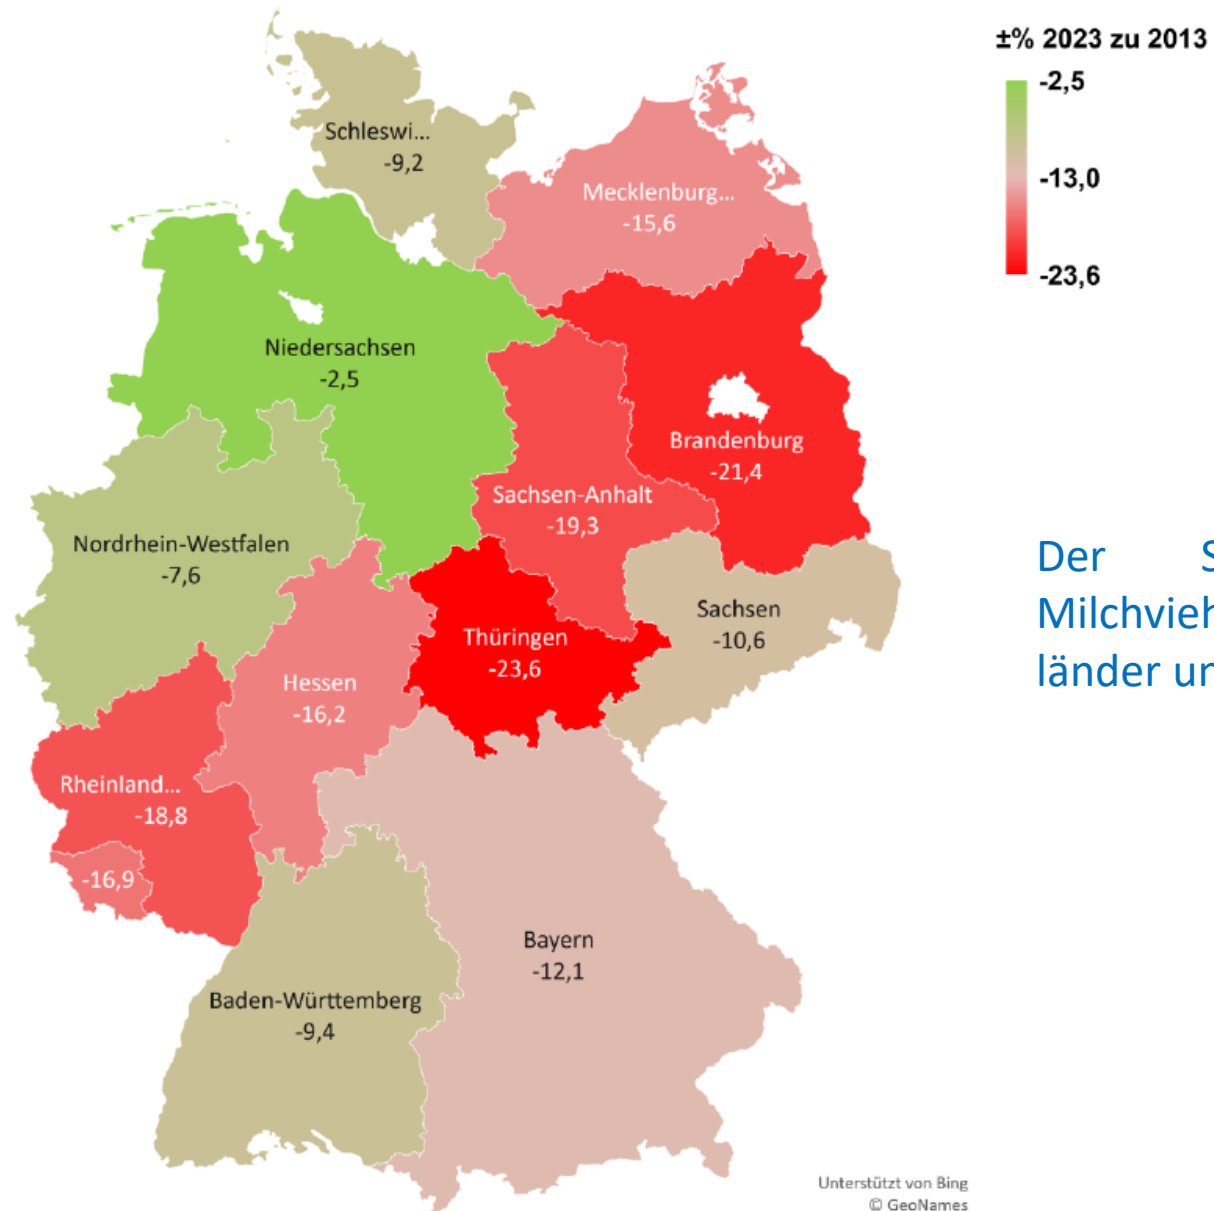 ±% 2023 zu 2013
-2,5
-13,0
-23,6
Schleswi...
-9,2
Mecklenburg...
-15,6
Niedersachsen
-2,5
Brandenburg
-21,4
Sachsen-Anhalt
-19,3
Nordrhein-Westfalen
-7,6
Sachsen
-10,6
Thüringen
-23,6
Hessen
-16,2
Rheinland...
-18,8
-16,9
Bayern
-12,1
Baden-Württemberg
-9,4
Der S
Milchvieh
länder un
Unterstützt von Bing
© GeoNames